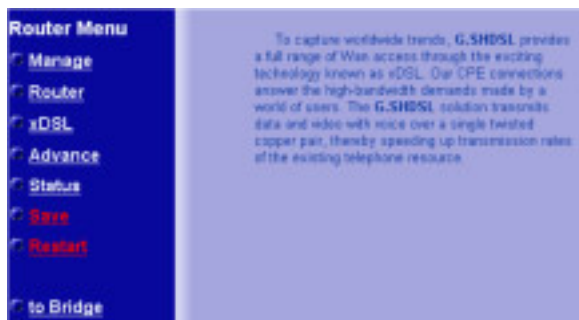 Router Menu
Manage
Router
xDSL
Advance
Status
Save
Restart
to Bridge
To capture worldwide trends, G.SHDSL provides
a full range of Wan access through the exciting
technology known as xDSL. Our CPE connections
answer the high-bandwidth demands made by a
world of users. The G.SHDSL solution transmits
data and video with voice over a single twisted
copper pair, thereby speeding up transmission rates
of the existing telephone resource.